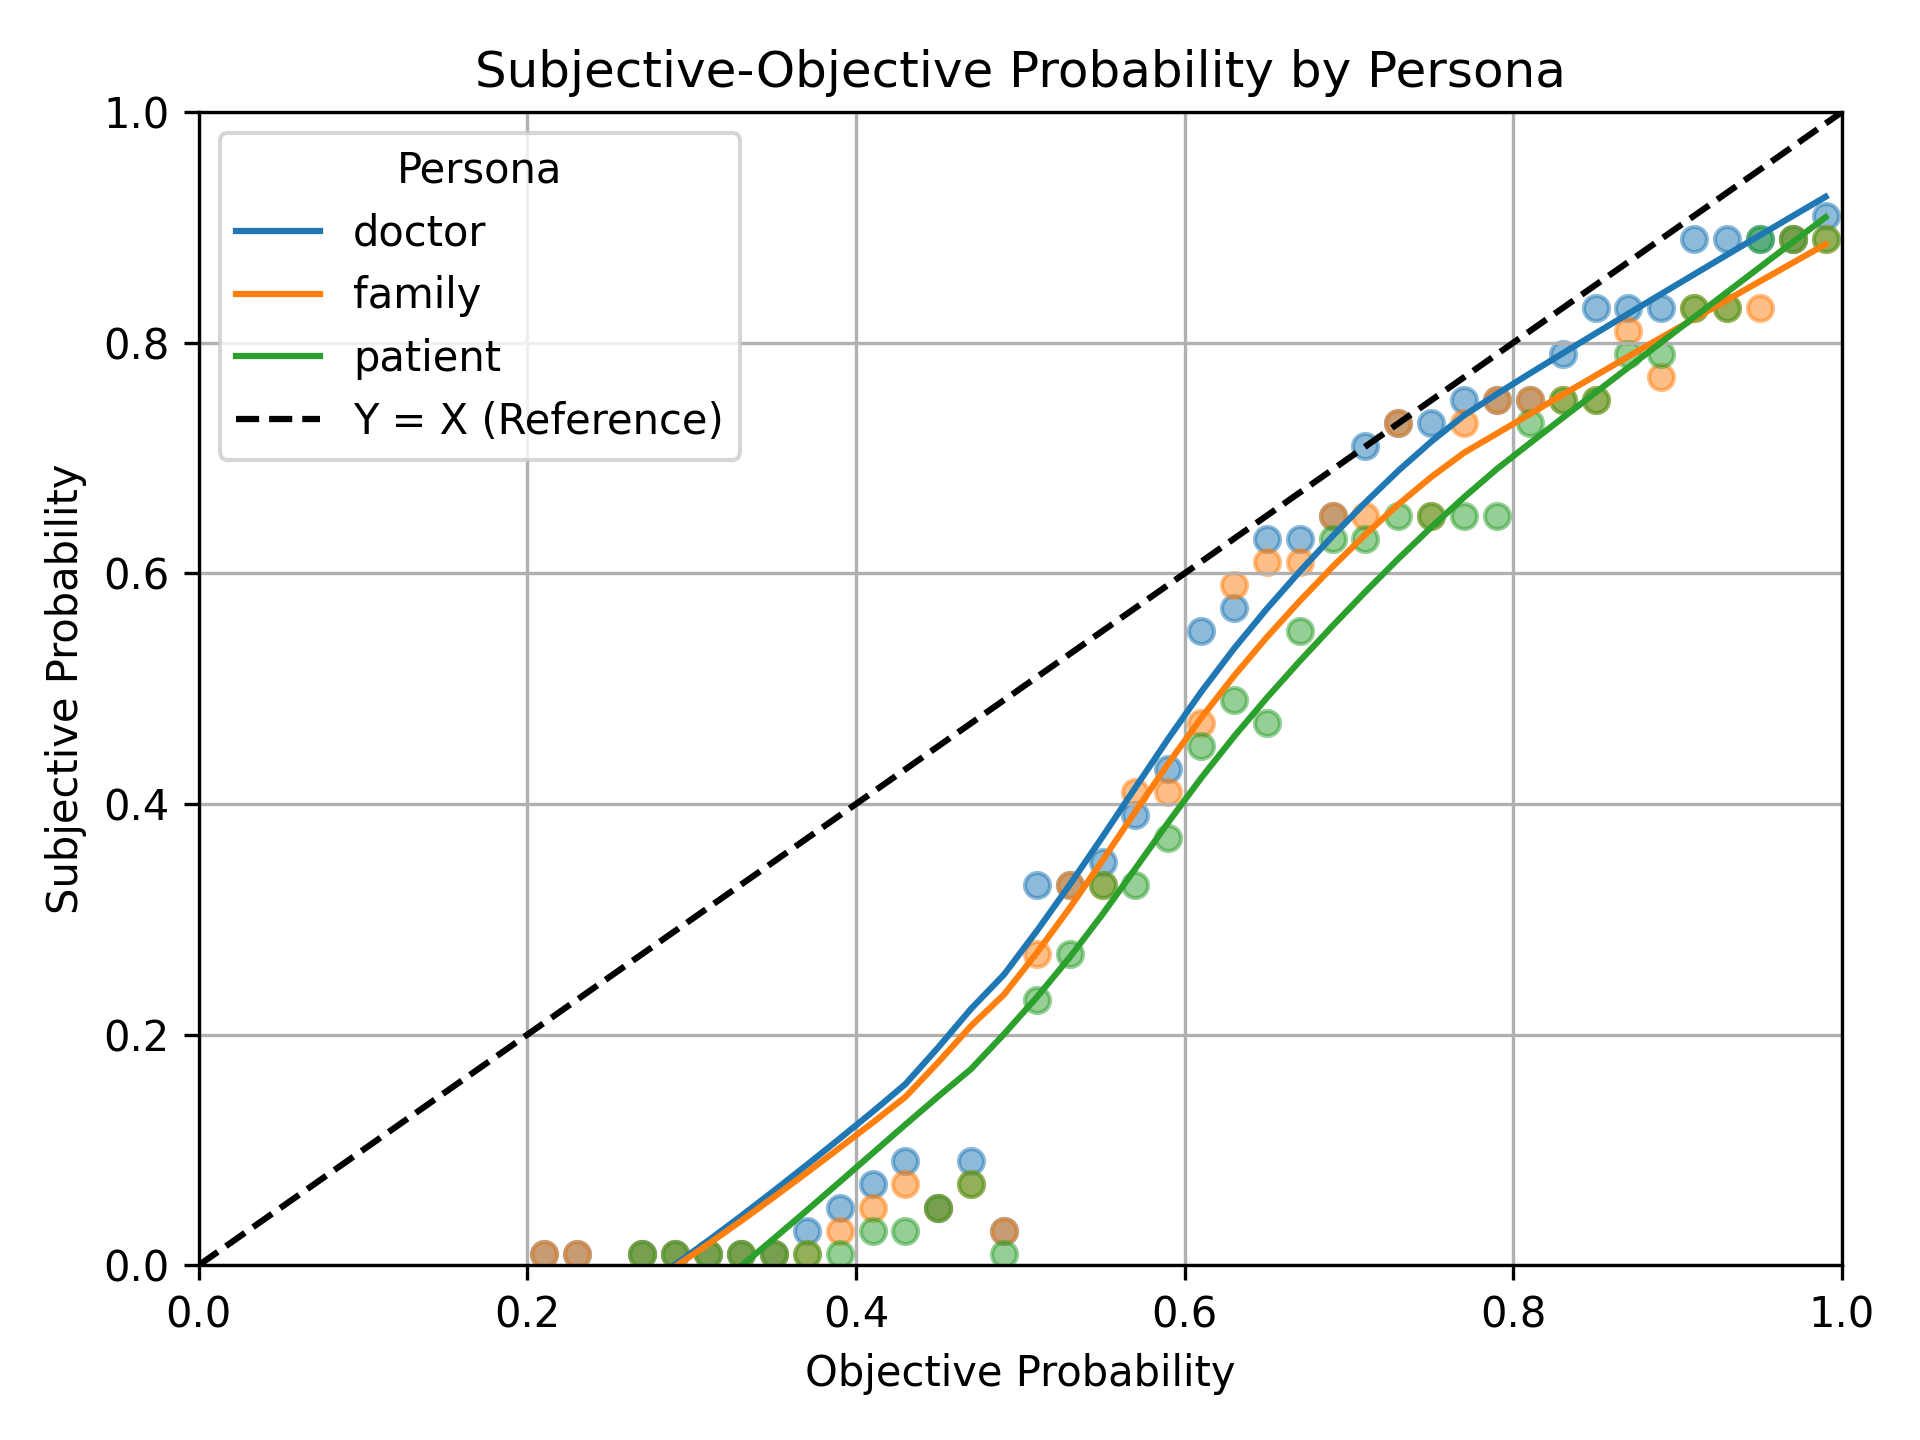 Subjective-Objective Probability by Persona
1.0
0.8
0.6
0.4
0.2
0.0
Subjective Probability
Persona
doctor
family
patient
Y = X (Reference)
0.0 0.2 0.4 0.6 0.8 1.0
Objective Probability